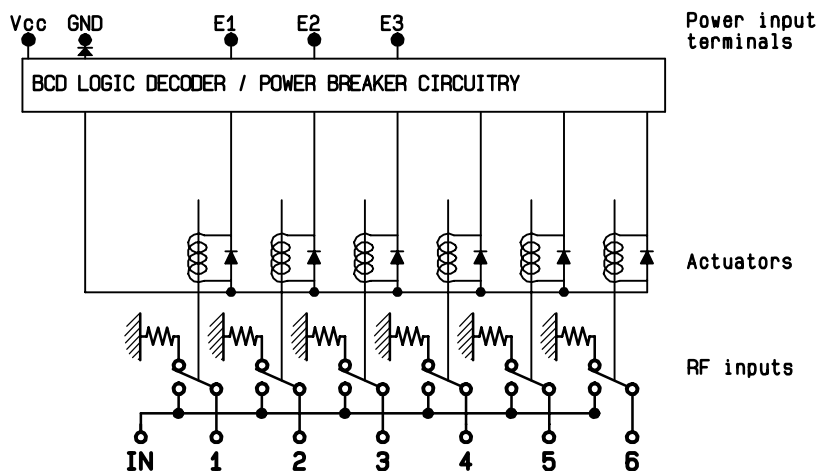 Vcc GND E1 E2 E3 Power input
terminals
BCD LOGIC DECODER / POWER BREAKER CIRCUITRY
Actuators
RF inputs
IN 1 2 3 4 5 6